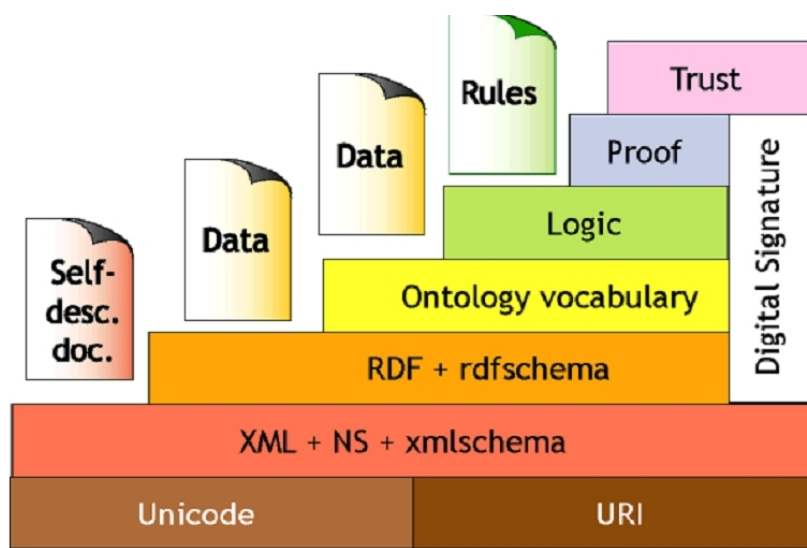 Trust
Rules
Proof
Data
Logic
Data
Digital Signature
Self-
desc.
doc.
Ontology vocabulary
RDF + rdfschema
XML + NS + xmlschema
Unicode
URI